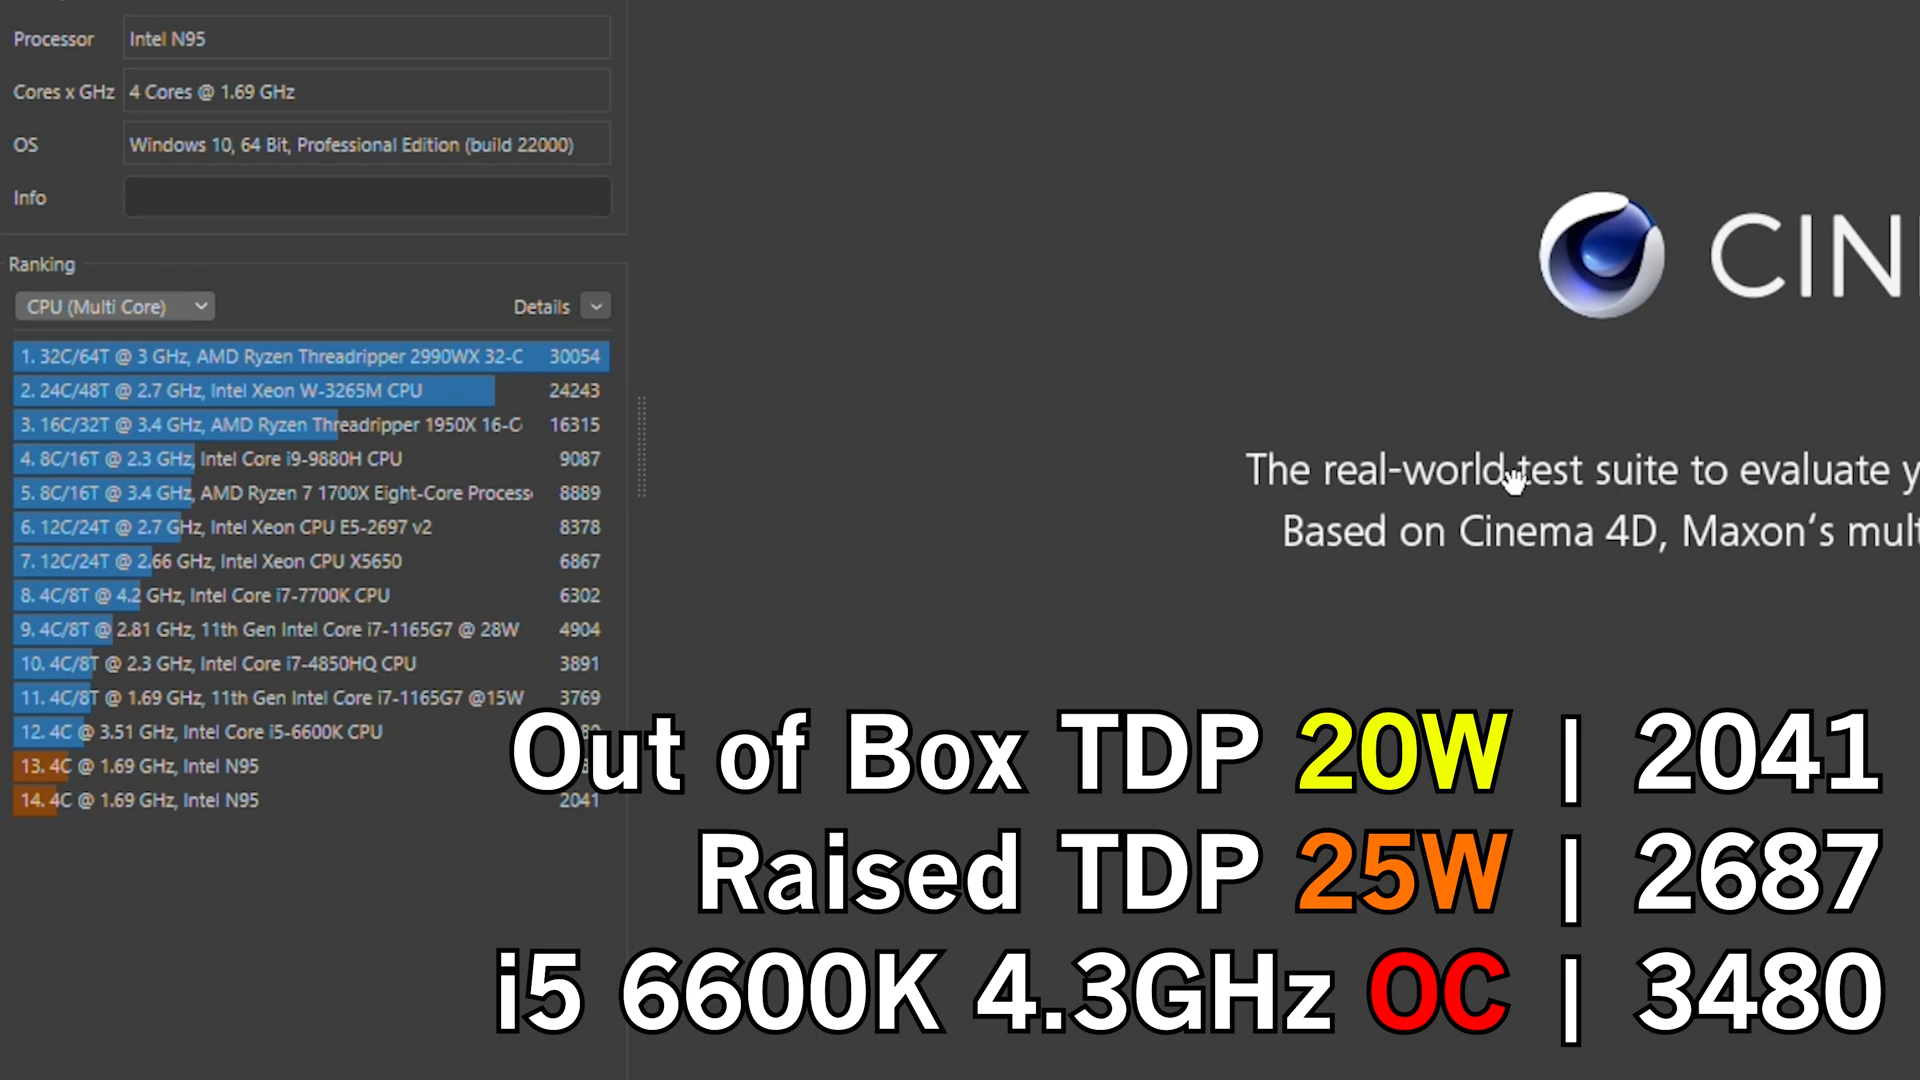 Processor Intel N95
Cores x GHz 4 Cores @ 1.69 GHz
OS Windows 10, 64 Bit, Professional Edition (build 22000)
Info
Ranking
CPU (Multi Core) Details
1. 32C/64T @ 3 GHz, AMD Ryzen Threadripper 2990WX 32-C 30054
2. 24C/48T @ 2.7 GHz, Intel Xeon W-3265M CPU 24243
3. 16C/32T @ 3.4 GHz, AMD Ryzen Threadripper 1950X 16-C 16315
4. 8C/16T @ 2.3 GHz, Intel Core i9-9880H CPU 9087
5. 8C/16T @ 3.4 GHz, AMD Ryzen 7 1700X Eight-Core Process 8889
6. 12C/24T @ 2.7 GHz, Intel Xeon CPU E5-2697 v2 8378
7. 12C/24T @ 2.66 GHz, Intel Xeon CPU X5650 6867
8. 4C/8T @ 4.2 GHz, Intel Core i7-7700K CPU 6302
9. 4C/8T @ 2.81 GHz, 11th Gen Intel Core i7-1165G7 @ 28W 4904
10. 4C/8T @ 2.3 GHz, Intel Core i7-4850HQ CPU 3891
11. 4C/8T @ 1.69 GHz, 11th Gen Intel Core i7-1165G7 @15W 3769
12. 4C @ 3.51 GHz, Intel Core i5-6600K CPU
13. 4C @ 1.69 GHz, Intel N95
14. 4C @ 1.69 GHz, Intel N95 2041
CIN
The real-world test suite to evaluate y
Based on Cinema 4D, Maxon's mult
Out of Box TDP 20W | 2041
Raised TDP 25W | 2687
i5 6600K 4.3GHz OC | 3480